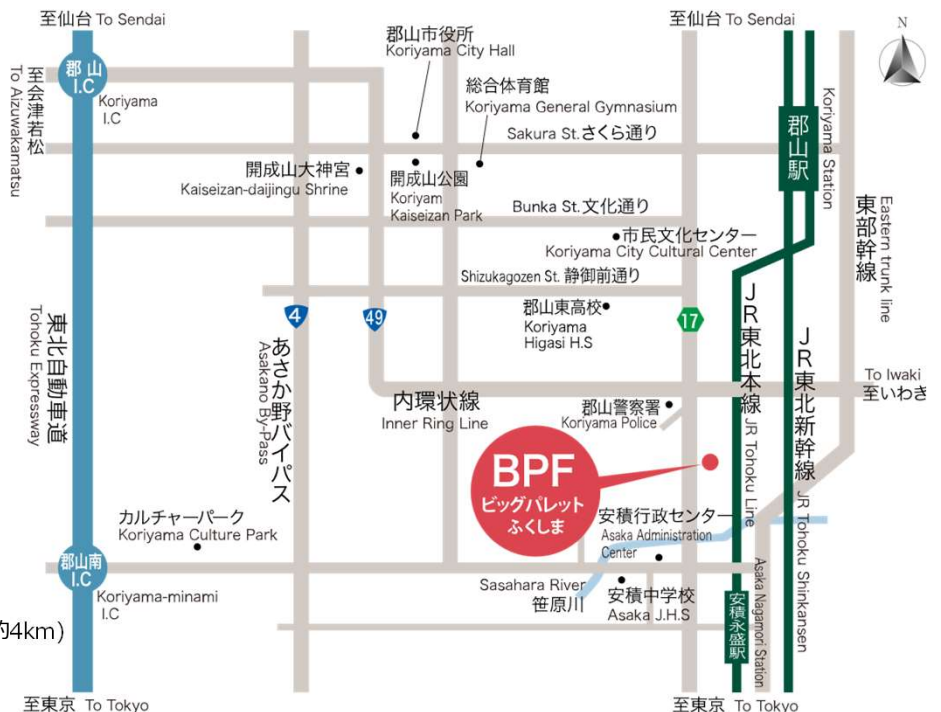 至仙台 To Sendai
至仙台 To Sendai
N
郡山市役所
Koriyama City Hall
郡山
I.C
Koriyama
I.C
至会津若松
To Aizuwakamatsu
総合体育館
Koriyama General Gymnasium
Sakura St.さくら通り
郡山駅
Koriyama Station
開成山大神宮
Kaiseizan-daijingu Shrine
開成山公園
Koriyam
Kaiseizan Park
Bunka St.文化通り
市民文化センター
Koriyama City Cultural Center
Eastern trunk line
東部幹線
Shizukagozen St. 静御前通り
4
49
17
郡山東高校
Koriyama
Higasi H.S
東北自動車道
Tohoku Expressway
あさか野バイパス
Asakano By-Pass
JR東北本線
JR Tohoku Line
JR東北新幹線
JR Tohoku Shinkansen
To Iwaki
至いわき
内環状線
Inner Ring Line
郡山警察署
Koriyama Police
BPF
ビッグパレット
ふくしま
カルチャーパーク
Koriyama Culture Park
安積行政センター
Asaka Administration
Center
郡山南
I.C
Koriyama-minami
I.C
Sasahara River
笹原川
安積中学校
Asaka J.H.S
安積永盛駅
Asaka Nagamori Station
約4km)
至東京 To Tokyo
至東京 To Tokyo